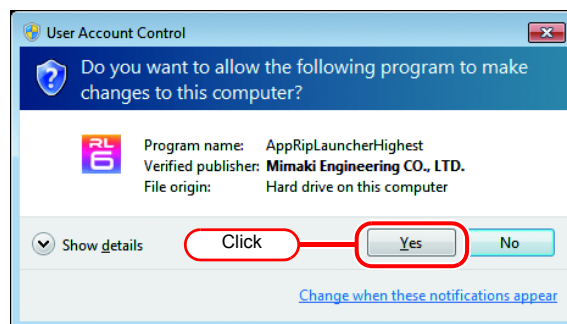 User Account Control
Do you want to allow the following program to make
changes to this computer?
RL
6
Program name: AppRipLauncherHighest
Verified publisher: Mimaki Engineering CO., LTD.
File origin: Hard drive on this computer
Show details
Click
Yes
No
Change when these notifications appear